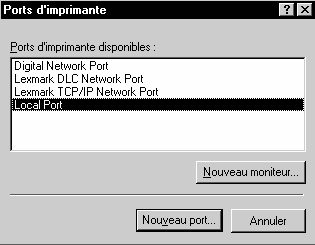 Ports d'imprimante
Ports d'imprimante disponibles :
Digital Network Port
Lexmark DLC Network Port
Lexmark TCP/IP Network Port
Local Port
Nouveau moniteur...
Nouveau port...
Annuler